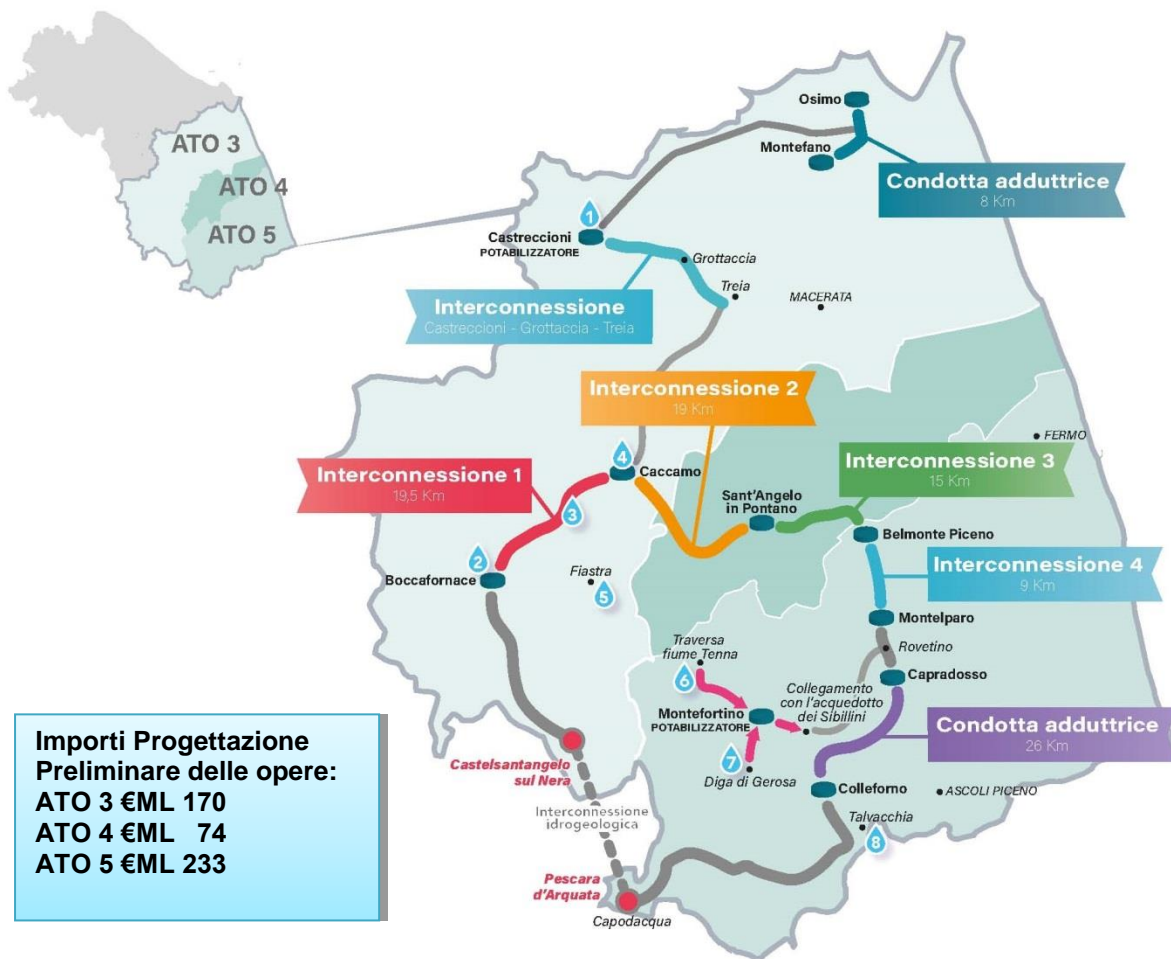 ATO 3
ATO 4
ATO 5
Osimo
Montefano
Condotta adduttrice
8 Km
1
Castreccioni
POTABILIZZATORE
Grottaccia
Treia
MACERATA
Interconnessione
Castreccioni - Grottaccia - Treia
Interconnessione 2
19 Km
FERMO
Interconnessione 1
19,5 Km
4
Caccamo
3
Interconnessione 3
15 Km
Sant'Angelo
in Pontano
Belmonte Piceno
2
Boccafornace
Fiastra
5
Interconnessione 4
9 Km
Montelparo
Rovetino
Traversa
fiume Tenna
6
Capradosso
Collegamento
con l'acquedotto
dei Sibillini
Montefortino
POTABILIZZATORE
7
Diga di Gerosa
Condotta adduttrice
26 Km
Colleforno
ASCOLI PICENO
Talvacchia
8
Castelsantangelo
sul Nera
Interconnessione
idrogeologica
Pescara
d'Arquata
Capodacqua
Importi Progettazione
Preliminare delle opere:
ATO 3 €ML 170
ATO 4 €ML 74
ATO 5 €ML 233